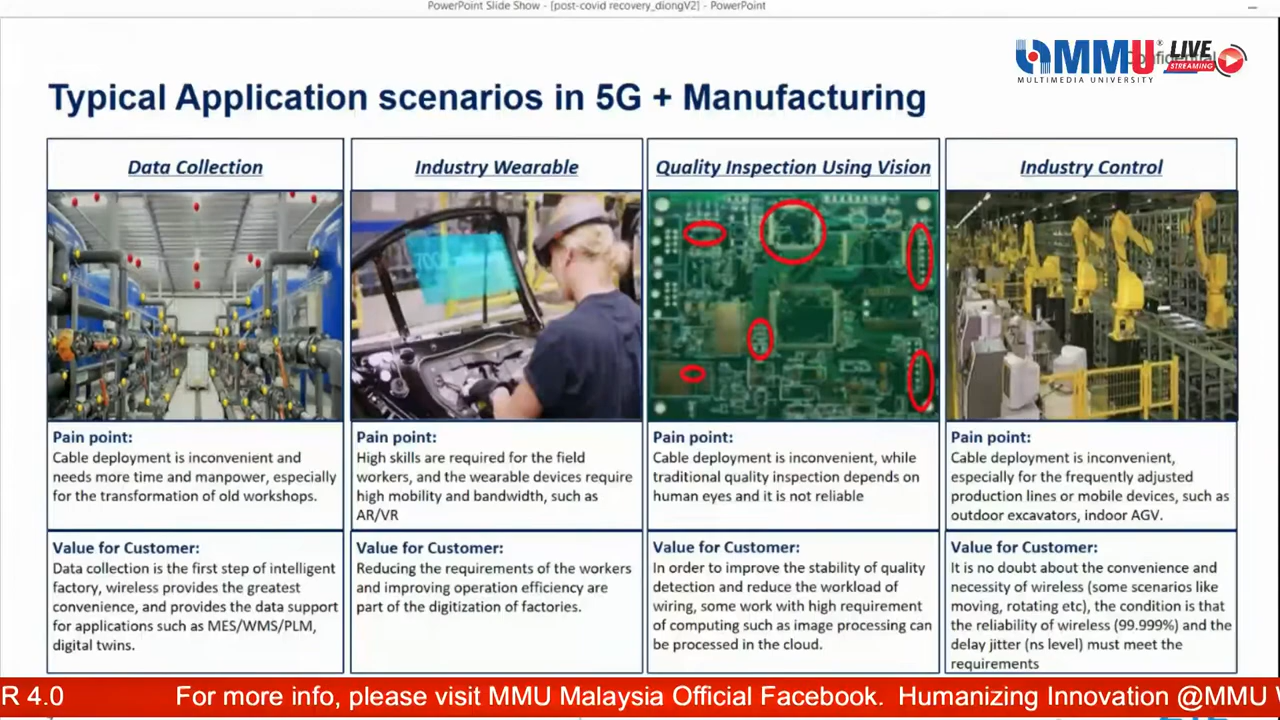 PowerPoint Slide Show - [post-covid recovery_diongV2] - PowerPoint
MMU
MULTIMEDIA UNIVERSITY
LIVE
STREAMING
Confidential
Typical Application scenarios in 5G + Manufacturing
Data Collection
Pain point:
Cable deployment is inconvenient and
needs more time and manpower, especially
for the transformation of old workshops.
Value for Customer:
Data collection is the first step of intelligent
factory, wireless provides the greatest
convenience, and provides the data support
for applications such as MES/WMS/PLM,
digital twins.
Industry Wearable
Pain point:
High skills are required for the field
workers, and the wearable devices require
high mobility and bandwidth, such as
AR/VR
Value for Customer:
Reducing the requirements of the workers
and improving operation efficiency are
part of the digitization of factories.
Quality Inspection Using Vision
Pain point:
Cable deployment is inconvenient, while
traditional quality inspection depends on
human eyes and it is not reliable
Value for Customer:
In order to improve the stability of quality
detection and reduce the workload of
wiring, some work with high requirement
of computing such as image processing can
be processed in the cloud.
Industry Control
Pain point:
Cable deployment is inconvenient,
especially for the frequently adjusted
production lines or mobile devices, such as
outdoor excavators, indoor AGV.
Value for Customer:
It is no doubt about the convenience and
necessity of wireless (some scenarios like
moving, rotating etc), the condition is that
the reliability of wireless (99.999%) and the
delay jitter (ns level) must meet the
requirements
R 4.0 For more info, please visit MMU Malaysia Official Facebook. Humanizing Innovation @MMU